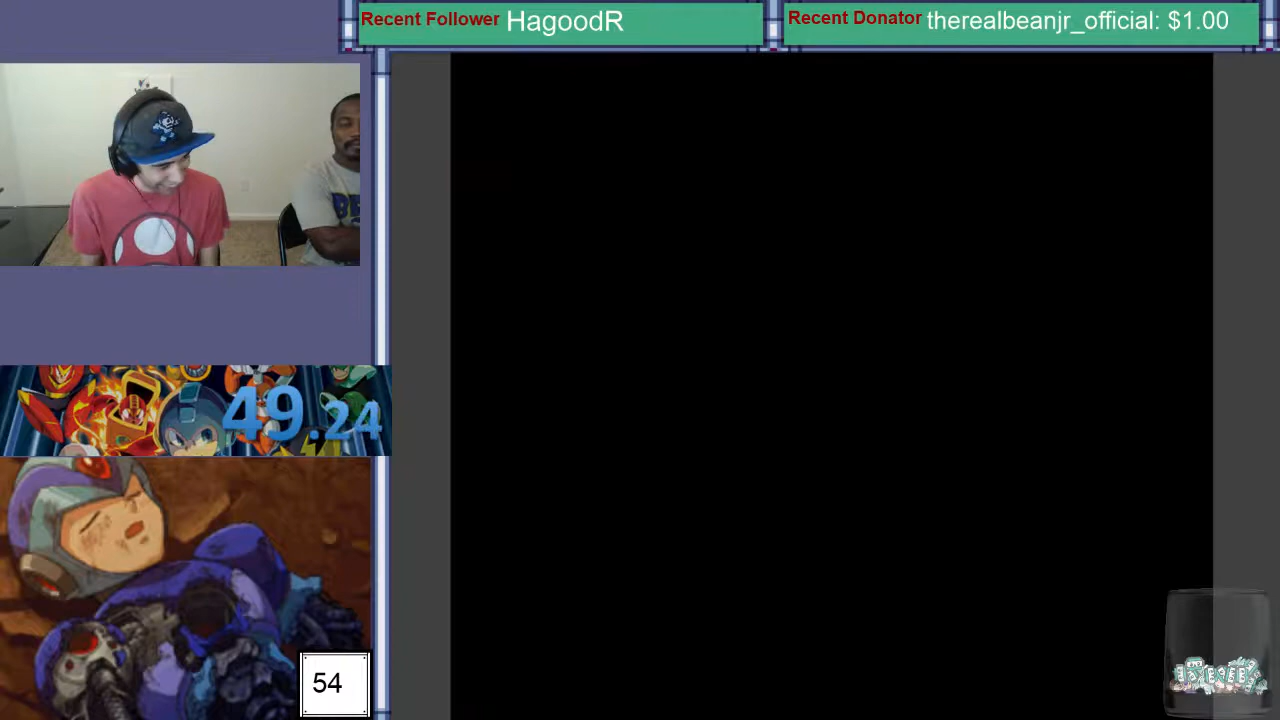 Recent Follower HagoodR
Recent Donator therealbeanjr_official: $1.00
49.24
54